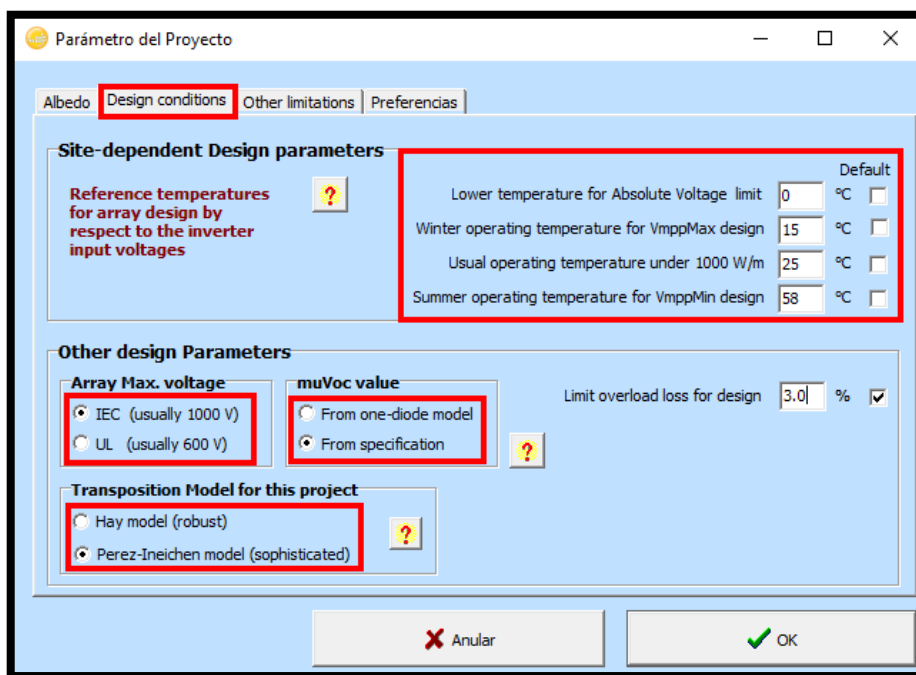 Parámetro del Proyecto
Albedo Design conditions Other limitations Preferencias
Site-dependent Design parameters
Reference temperatures
for array design by
respect to the inverter
input voltages
?
Default
Lower temperature for Absolute Voltage limit 0 ºC
Winter operating temperature for VmppMax design 15 ºC
Usual operating temperature under 1000 W/m 25 ºC
Summer operating temperature for VmppMin design 58 ºC
Other design Parameters
Array Max. voltage
IEC (usually 1000 V)
UL (usually 600 V)
muVoc value
From one-diode model
From specification
?
Limit overload loss for design 3.0 %
Transposition Model for this project
Hay model (robust)
Perez-Ineichen model (sophisticated)
?
Anular
OK